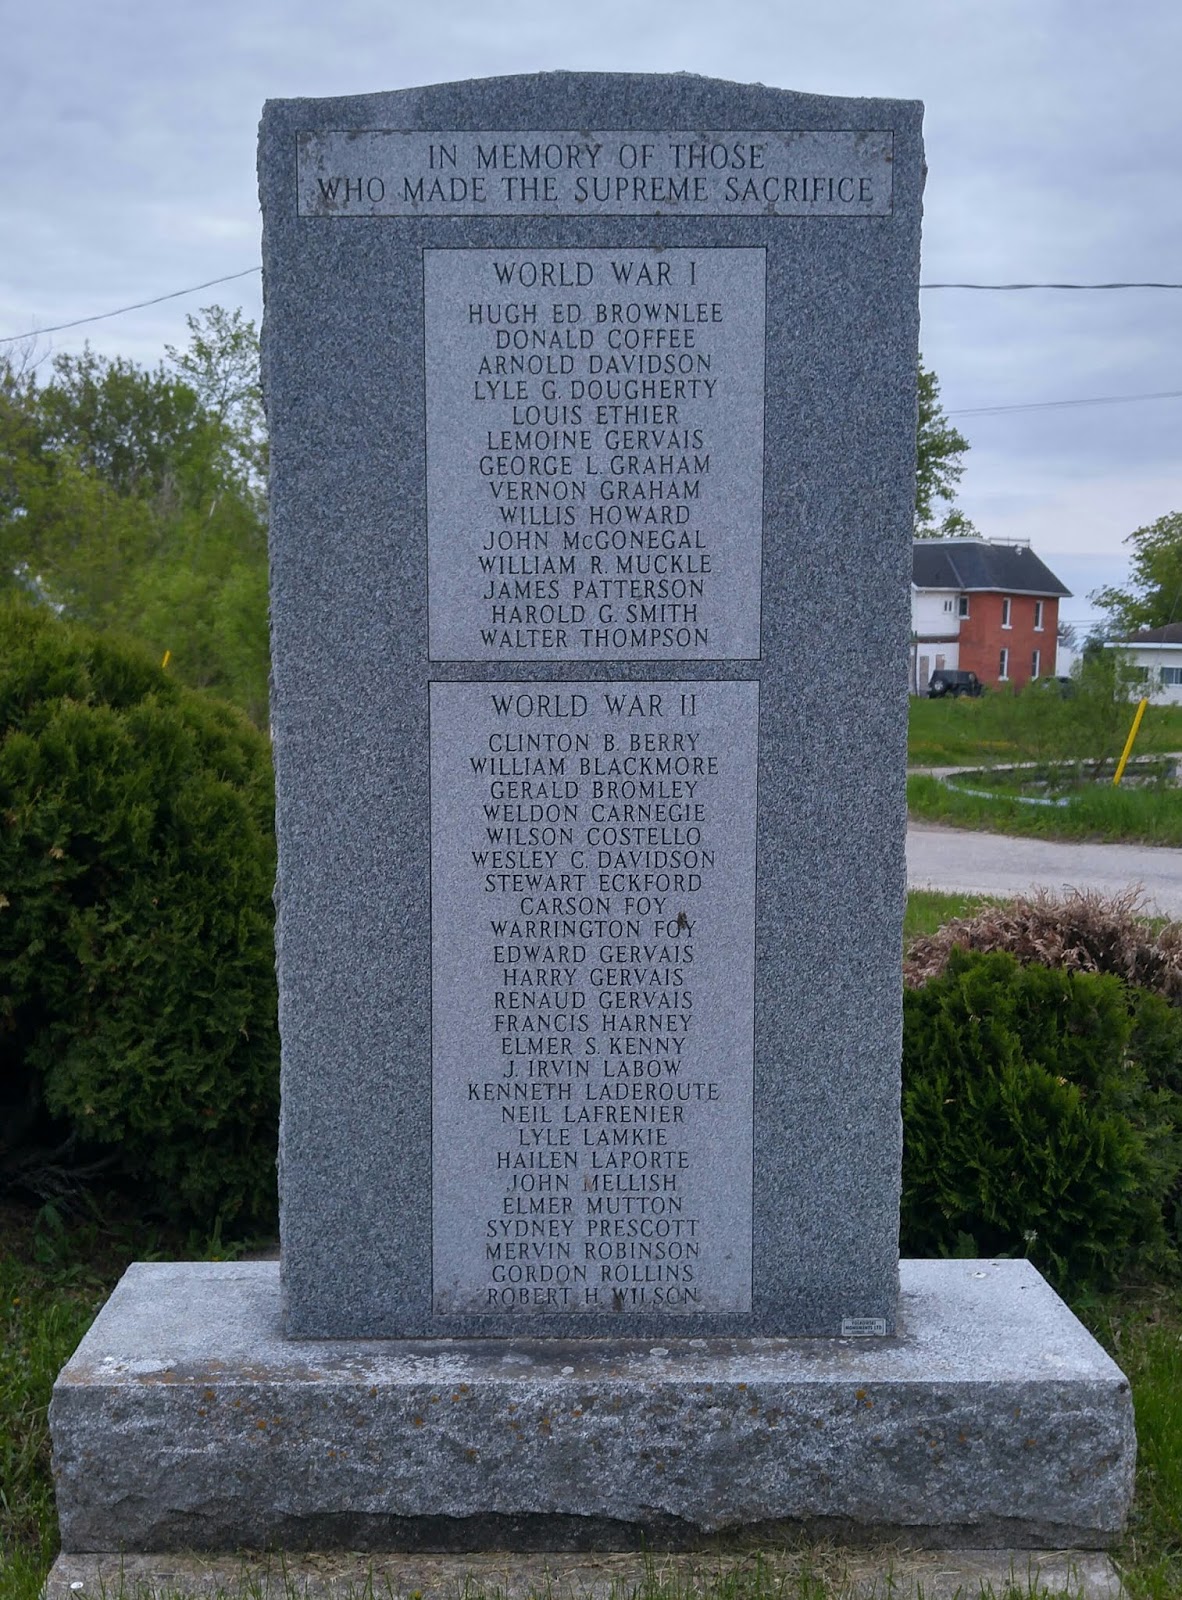 IN MEMORY OF THOSE
WHO MADE THE SUPREME SACRIFICE
WORLD WAR I
HUGH ED BROWNLEE
DONALD COFFEE
ARNOLD DAVIDSON
LYLE G. DOUGHERTY
LOUIS ETHIER
LEMOINE GERVAIS
GEORGE L. GRAHAM
VERNON GRAHAM
WILLIS HOWARD
JOHN McGONEGAL
WILLIAM R. MUCKLE
JAMES PATTERSON
HAROLD G. SMITH
WALTER THOMPSON
WORLD WAR II
CLINTON B. BERRY
WILLIAM BLACKMORE
GERALD BROMLEY
WELDON CARNEGIE
WILSON COSTELLO
WESLEY C. DAVIDSON
STEWART ECKFORD
CARSON FOY
WARRINGTON FOY
EDWARD GERVAIS
HARRY GERVAIS
RENAUD GERVAIS
FRANCIS HARNEY
ELMER S. KENNY
J. IRVIN LABOW
KENNETH LADEROUTE
NEIL LAFRENIER
LYLE LAMKIE
HAILEN LAPORTE
JOHN MELLISH
ELMER MUTTON
SYDNEY PRESCOTT
MERVIN ROBINSON
GORDON ROLLINS
ROBERT H. WILSON
MONUMENTS LTD